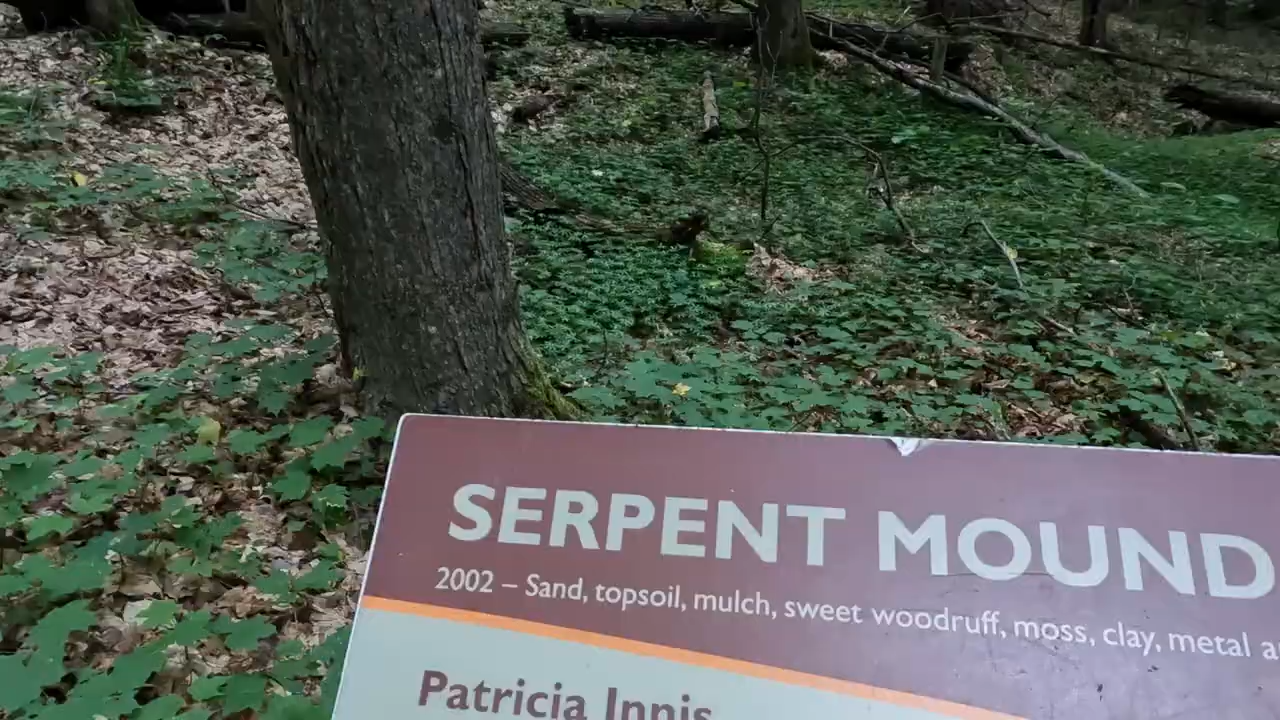 SERPENT MOUND
2002 – Sand, topsoil, mulch, sweet woodruff, moss, clay, metal
Patricia Innis